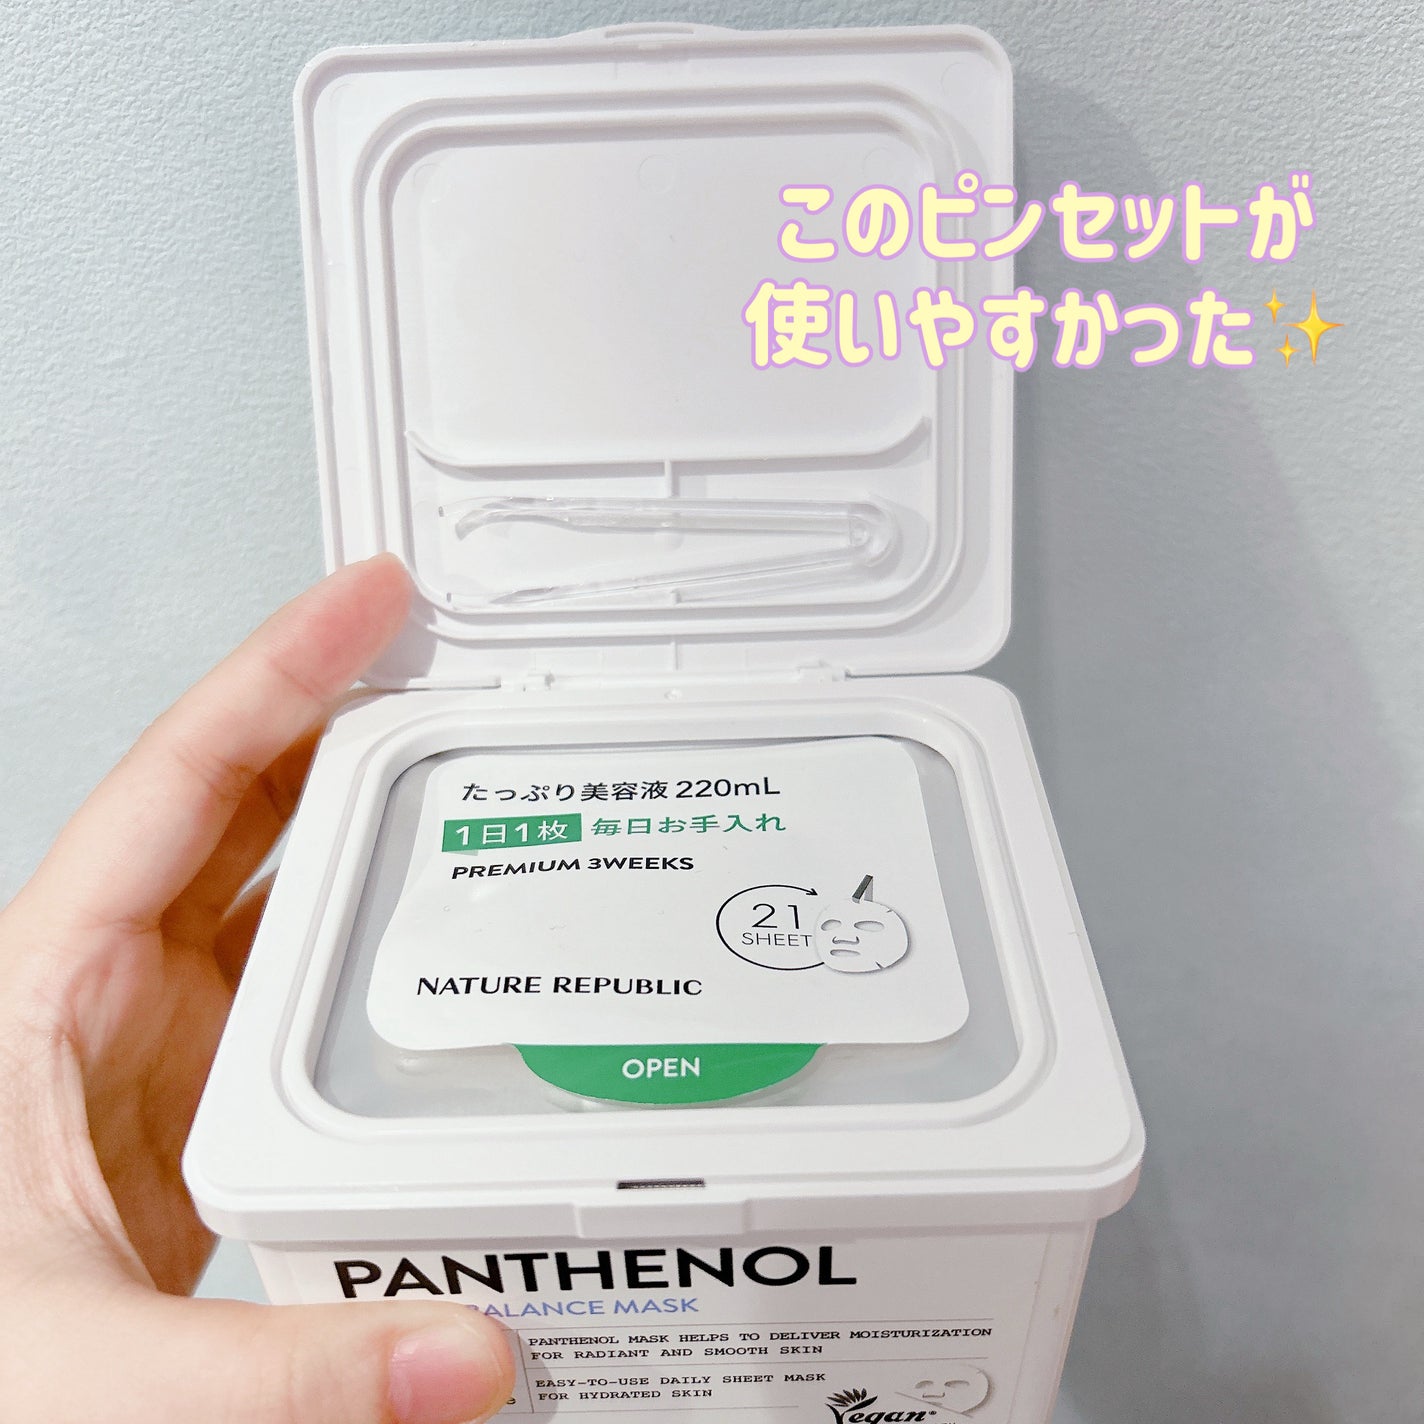 このピンセットが
使いやすかった✨
たっぷり美容液 220mL
1日1枚 毎日お手入れ
PREMIUM 3WEEKS
21
SHEET
NATURE REPUBLIC
OPEN
PANTHENOL
BALANCE MASK
PANTHENOL MASK HELPS TO DELIVER MOISTURIZATION
FOR RADIANT AND SMOOTH SKIN
EASY-TO-USE DAILY SHEET MASK
FOR HYDRATED SKIN
Vegan